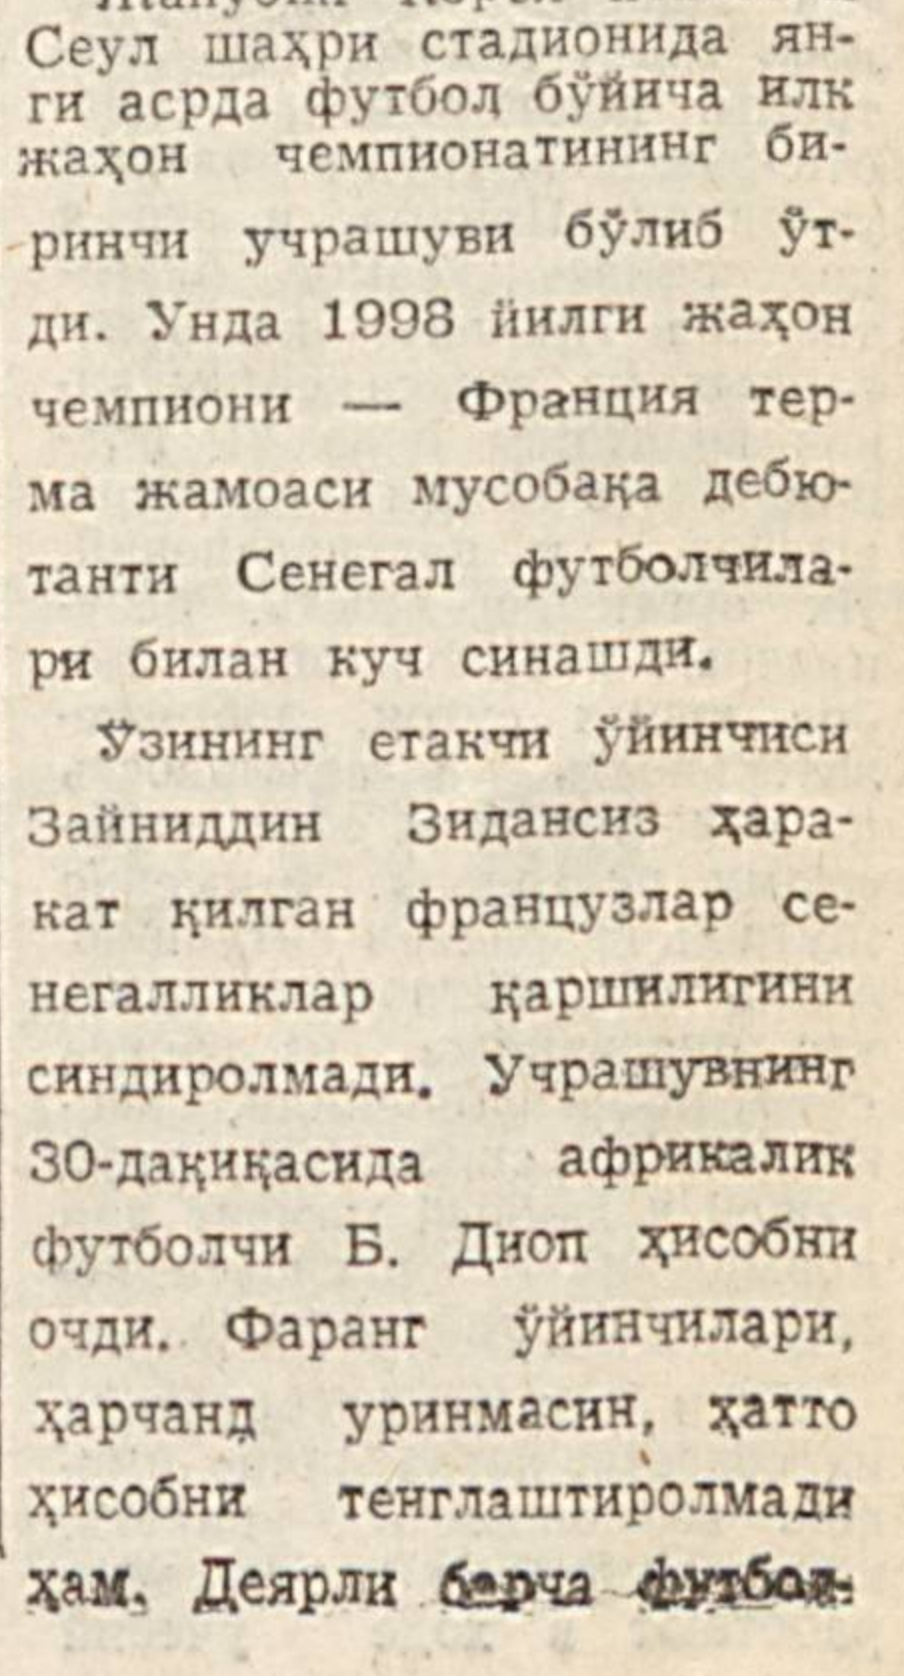 Сеул шаҳри стадионида ян-
ги асрда футбол бўйича илк
жаҳон чемпионатининг би-
ринчи учрашуви бўлиб ўт-
ди. Унда 1998 йилги жаҳон
чемпиони — Франция тер-
ма жамоаси мусобақа дебю-
танти Сенегал футболчила-
ри билан куч синашди.
Ўзининг етакчи ўйинчиси
Зайниддин Зидансиз ҳара-
кат қилган французлар се-
негалликлар қаршилигини
синдиролмади. Учрашувнинг
30-дақиқасида африкалик
футболчи Б. Диоп ҳисобни
очди. Фаранг ўйинчилари,
ҳарчанд уринмасин, ҳатто
ҳисобни тенглаштиролмади
ҳам. Деярли барча футбол-